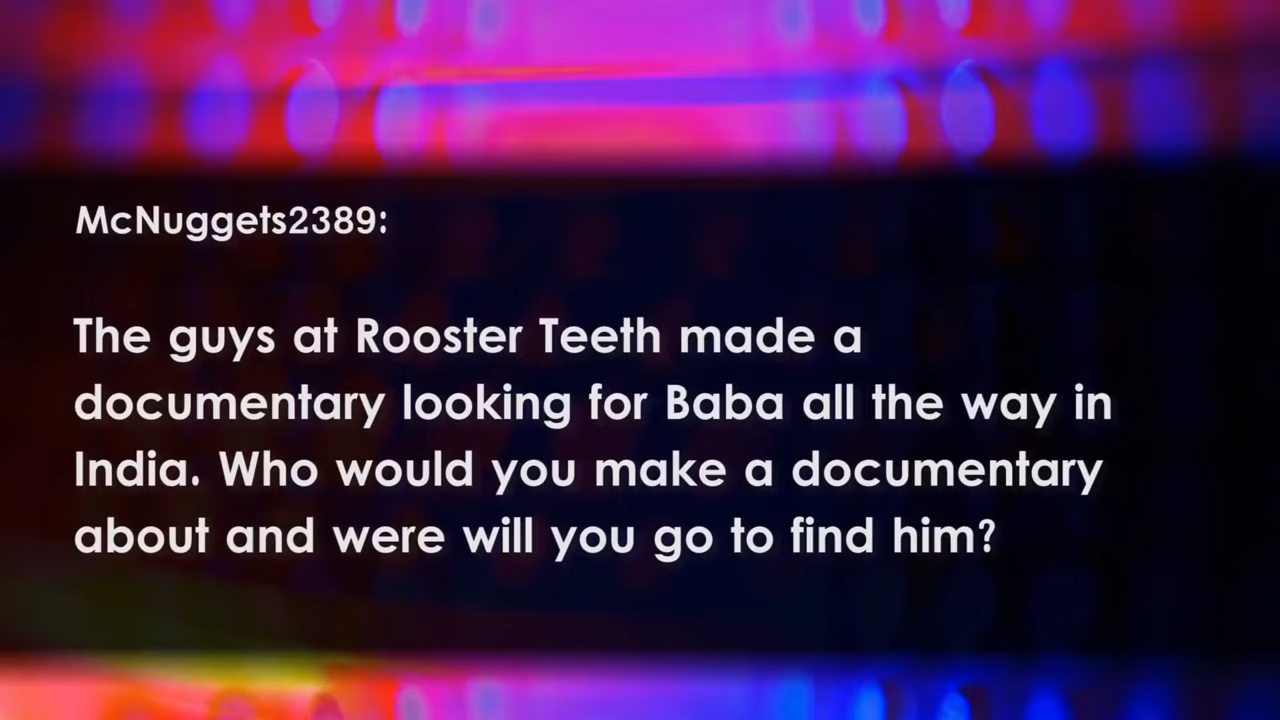 McNuggets2389:
The guys at Rooster Teeth made a
documentary looking for Baba all the way in
India. Who would you make a documentary
about and were will you go to find him?